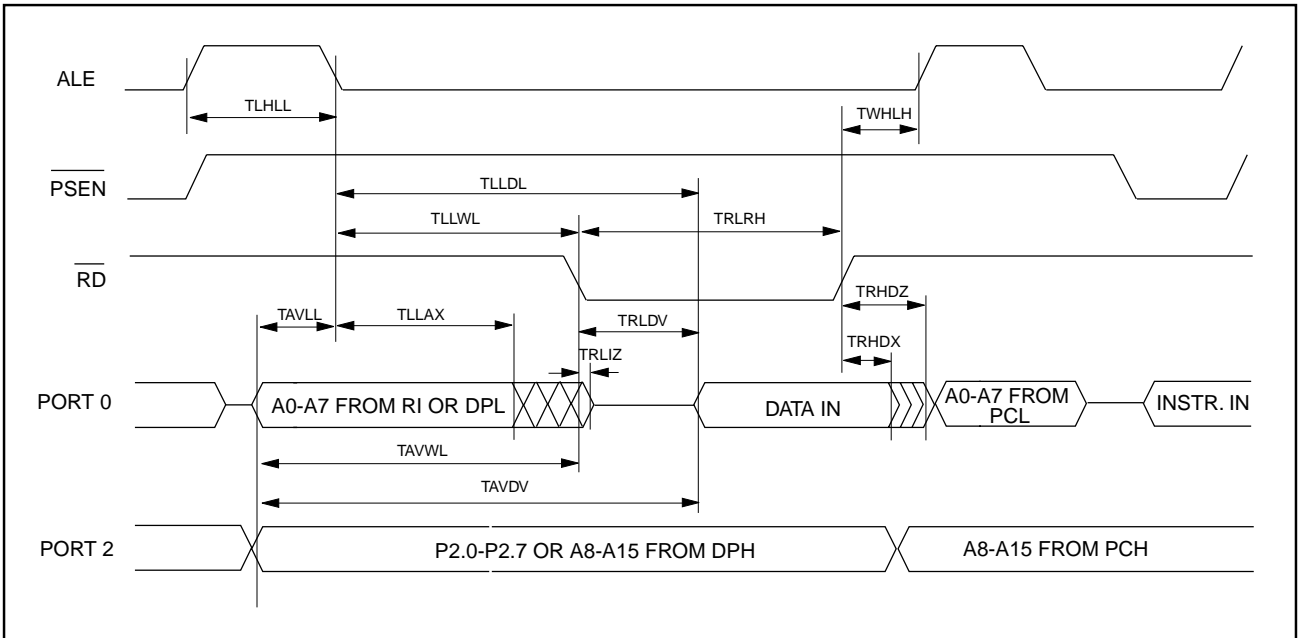 ALE
TLHLL
TWHLH
PSEN
TLLDL
TLLWL
TRLRH
RD
TRHDZ
TAVLL
TLLAX
TRLDV
TRLIZ
TRHDX
PORT 0
A0-A7 FROM RI OR DPL
DATA IN
A0-A7 FROM
PCL
INSTR. IN
TAVWL
TAVDV
PORT 2
P2.0-P2.7 OR A8-A15 FROM DPH
A8-A15 FROM PCH